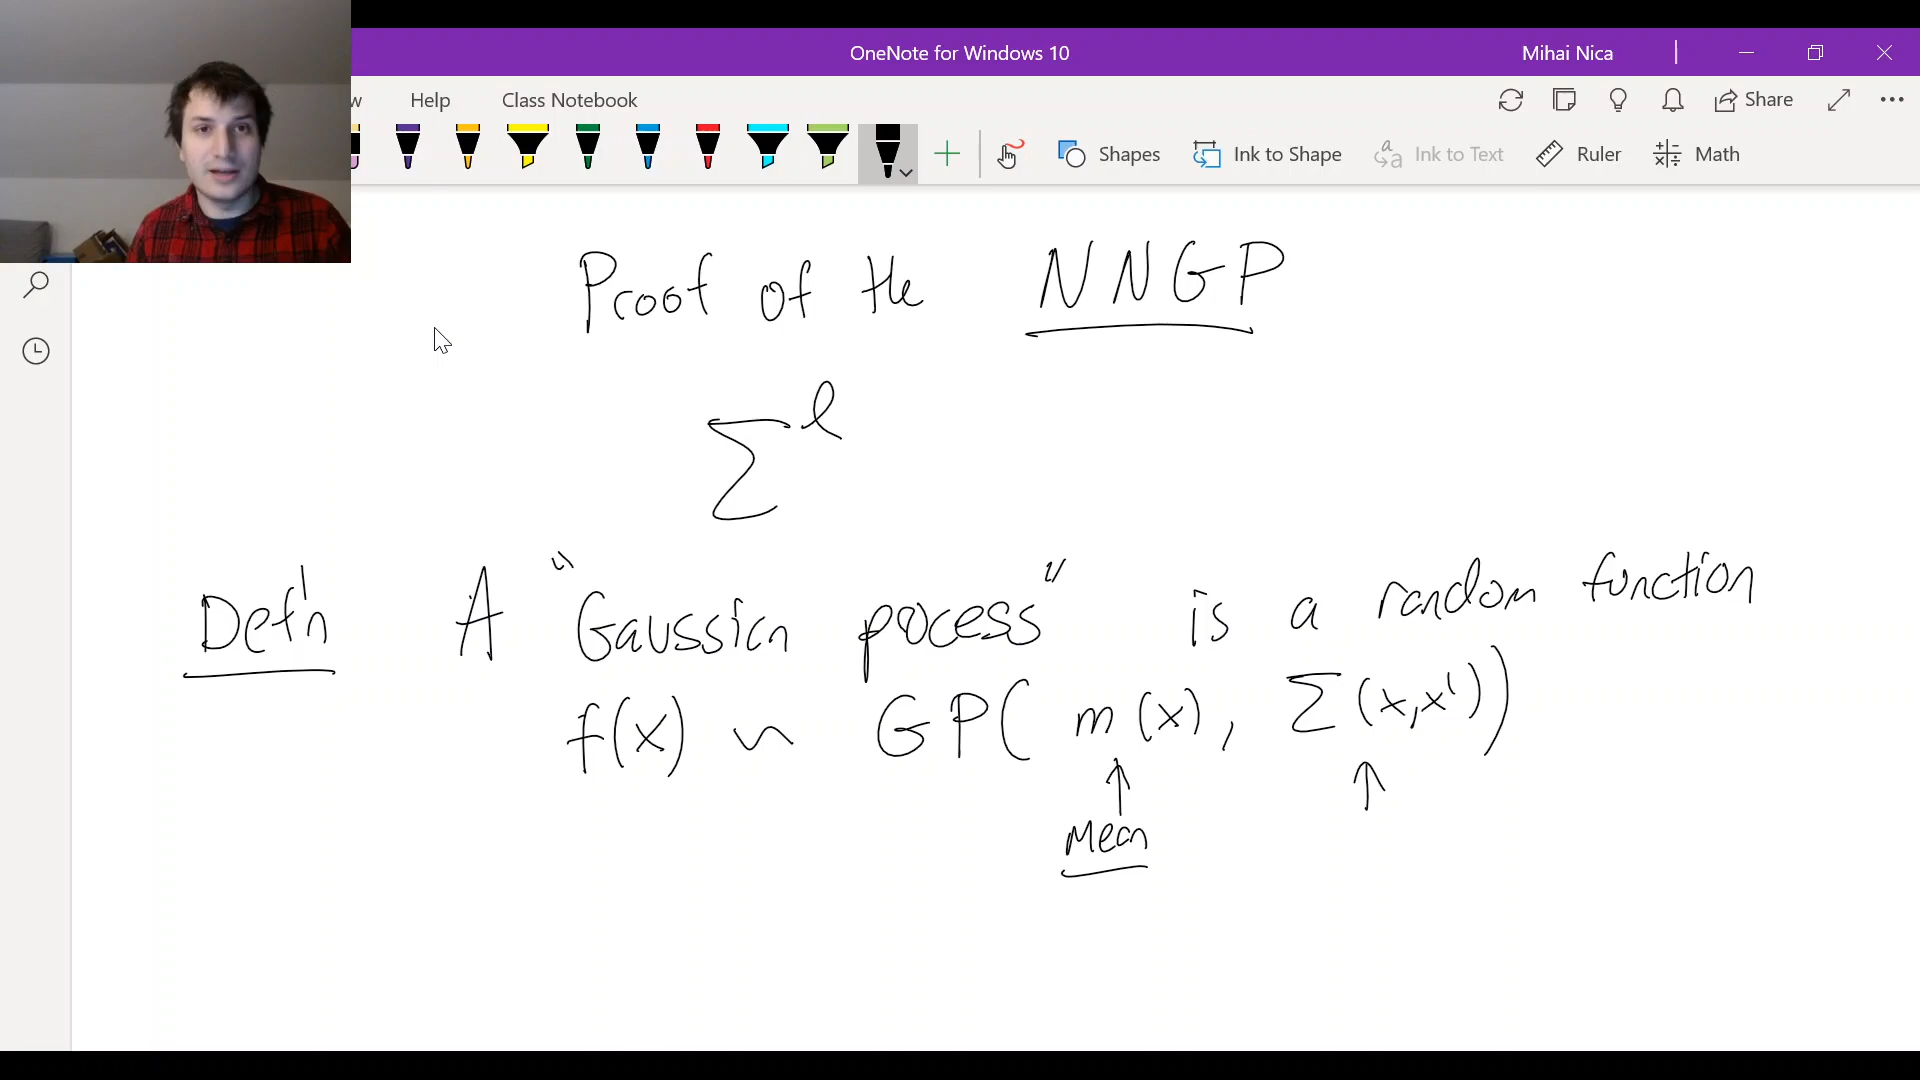 OneNote for Windows 10
Mihai Nica
w Help Class Notebook
Share
Shapes
Ink to Shape
Ink to Text
Ruler
Math
Proof of the NNGP
Σ^l
Def'n A "Gaussian process" is a random function
f(x) ~ GP( m(x), Σ(x,x'))
↑ ↑
Mean